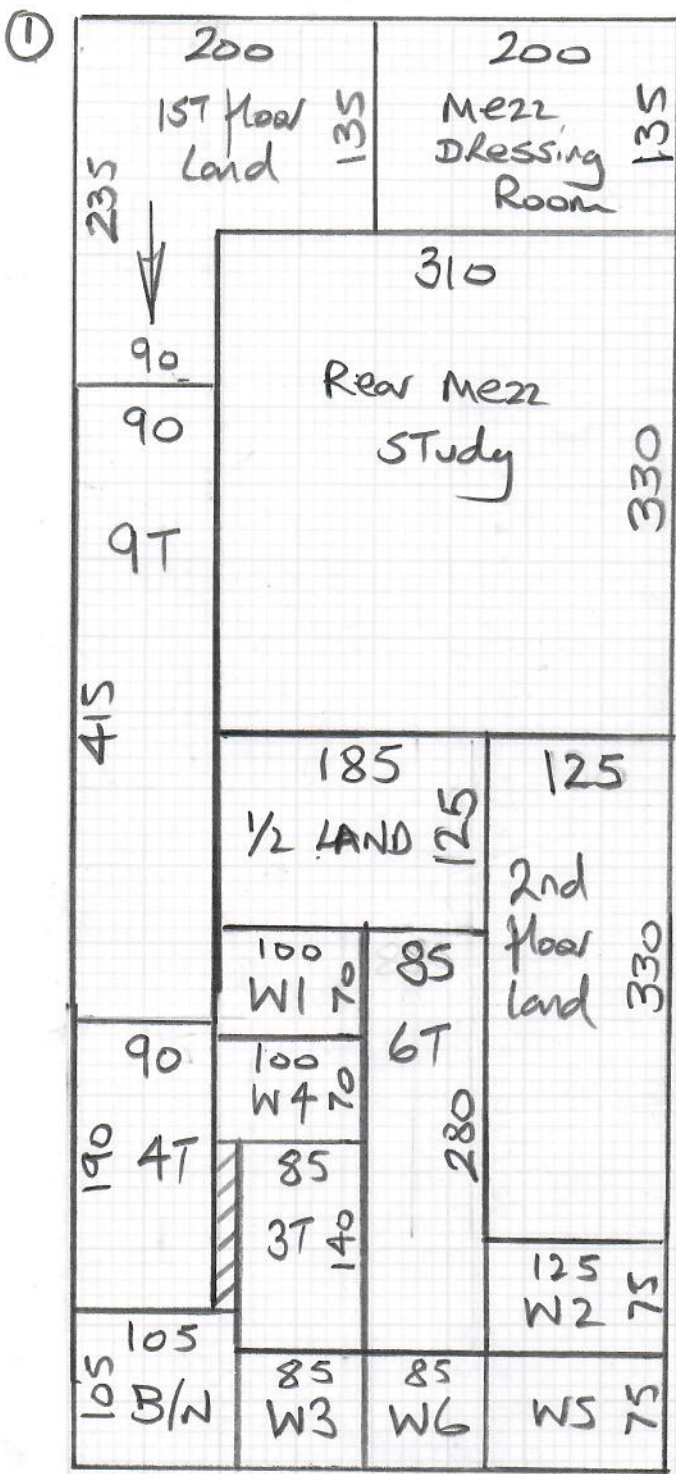 ①
200
1ST floor
Land
135
235
90
200
Mezz
Dressing
Room
135
310
Rear Mezz
Study
330
90
9T
415
185
1/2 LAND
125
125
2nd
floor
land
330
100
W1 70
100
W4 70
85
6T
280
90
190 4T
85
3T 140
125
W2 75
105
105 B/N
85
W3
85
W6
W5 75